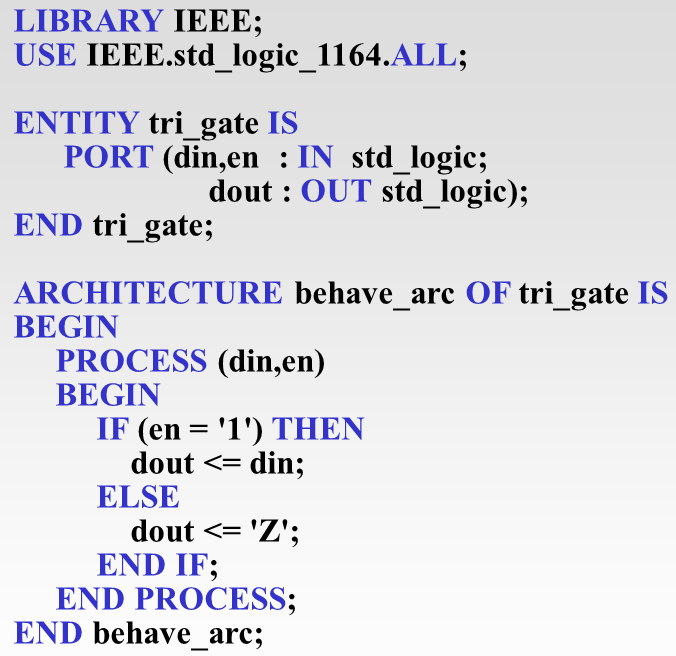 LIBRARY IEEE;
USE IEEE.std_logic_1164.ALL;
ENTITY tri_gate IS
PORT (din,en : IN std_logic;
dout : OUT std_logic);
END tri_gate;
ARCHITECTURE behave_arc OF tri_gate IS
BEGIN
PROCESS (din,en)
BEGIN
IF (en = '1') THEN
dout <= din;
ELSE
dout <= 'Z';
END IF;
END PROCESS;
END behave_arc;